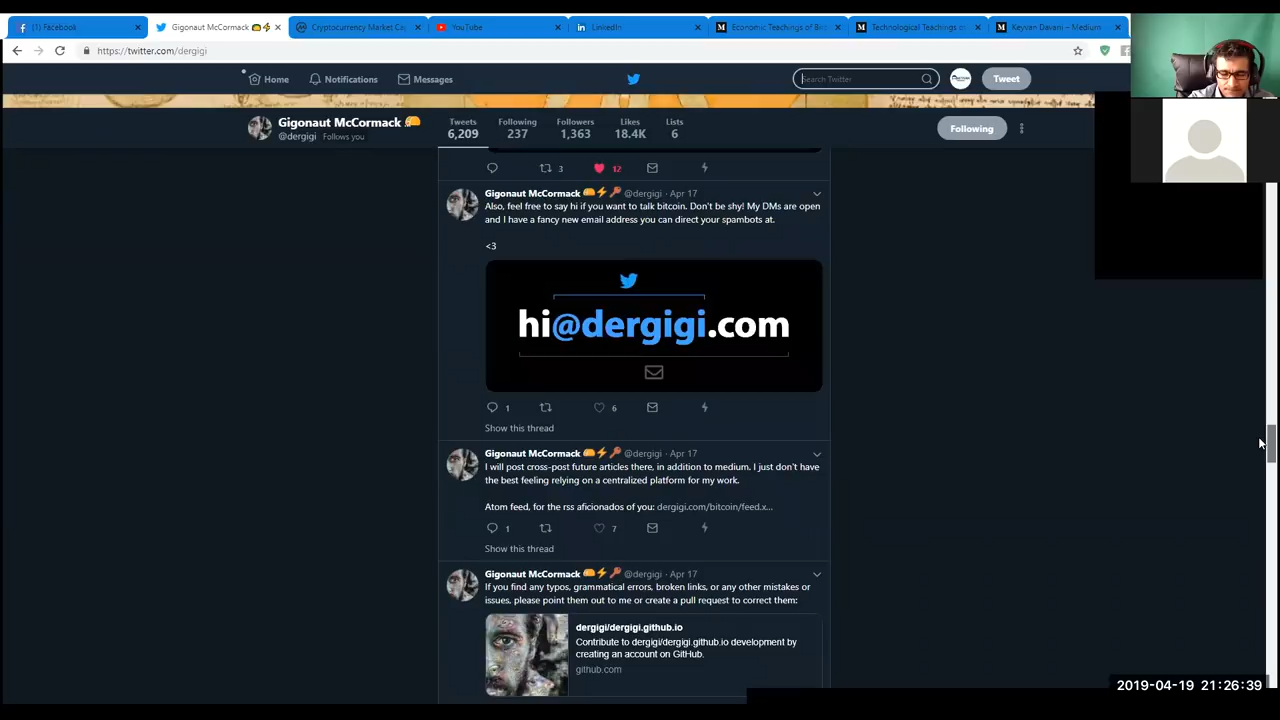 (1) Facebook
Gigonaut McCormack
Cryptocurrency Market Ca
YouTube
LinkedIn
Economic Teachings of Bit
Technological Teachings o
Keyvan Davani – Medium
https://twitter.com/dergigi
Home
Notifications
Messages
Search Twitter
Tweet
Gigonaut McCormack
@dergigi Follows you
Tweets
6,209
Following
237
Followers
1,363
Likes
18.4K
Lists
6
Following
3
12
Gigonaut McCormack @dergigi · Apr 17
Also, feel free to say hi if you want to talk bitcoin. Don't be shy! My DMs are open
and I have a fancy new email address you can direct your spambots at.
<3
hi@dergigi.com
1
6
Show this thread
Gigonaut McCormack @dergigi · Apr 17
I will post cross-post future articles there, in addition to medium. I just don't have
the best feeling relying on a centralized platform for my work.
Atom feed, for the rss aficionados of you: dergigi.com/bitcoin/feed.x...
1
7
Show this thread
Gigonaut McCormack @dergigi · Apr 17
If you find any typos, grammatical errors, broken links, or any other mistakes or
issues, please point them out to me or create a pull request to correct them:
dergigi/dergigi.github.io
Contribute to dergigi/dergigi.github.io development by
creating an account on GitHub.
github.com
2019-04-19 21:26:39